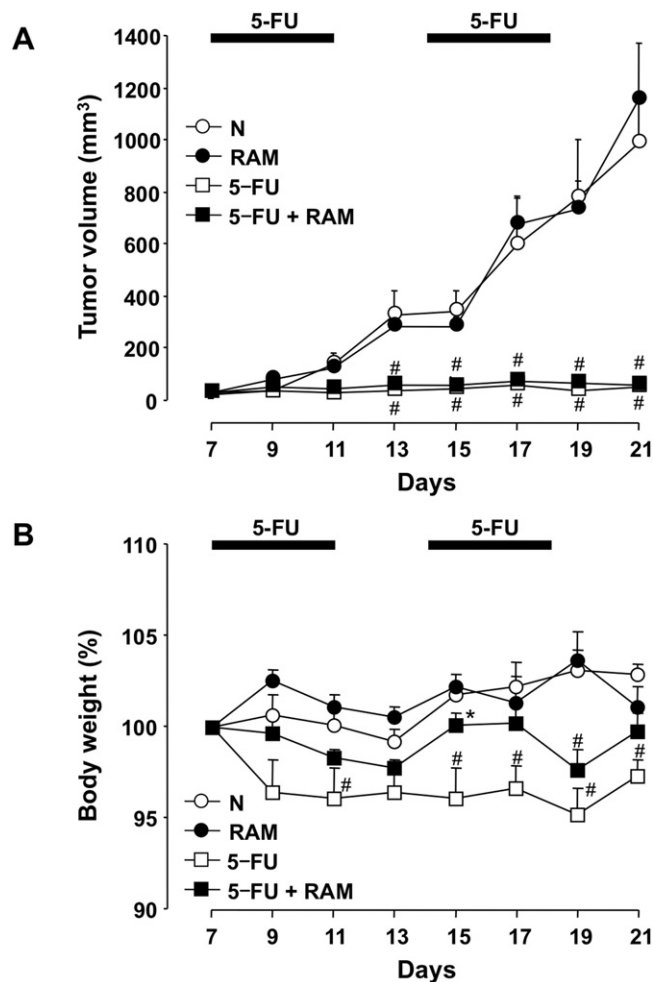 A
5-FU 5-FU
Tumor volume (mm³)
1400
1200
1000
800
600
400
200
0
N
RAM
5-FU
5-FU + RAM
# # # # #
# # # # #
7 9 11 13 15 17 19 21
Days
B
5-FU 5-FU
Body weight (%)
110
105
100
95
90
*
# # # #
# #
N
RAM
5-FU
5-FU + RAM
7 9 11 13 15 17 19 21
Days